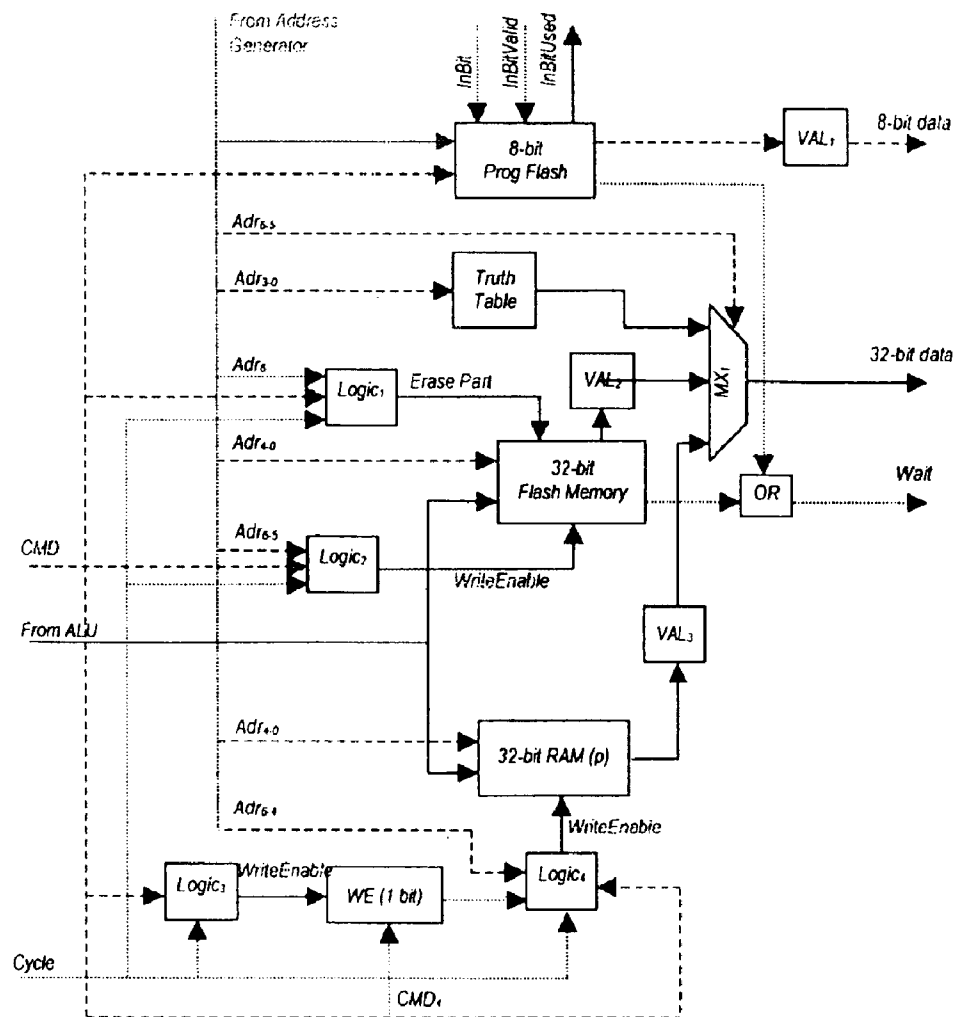 From Address
Generator
InBit
InBitValid
InBitUsed
8-bit
Prog Flash
VAL₁
8-bit data
Adr₆₋₅
Adr₃₋₀
Truth
Table
MX₁
32-bit data
Adr₆
Logic₁
Erase Part
VAL₂
Adr₄₋₀
32-bit
Flash Memory
OR
Wait
Adr₆₋₅
CMD
Logic₂
WriteEnable
From ALU
VAL₃
Adr₄₋₀
32-bit RAM (p)
WriteEnable
Logic₃
WriteEnable
WE (1 bit)
Logic₄
Cycle